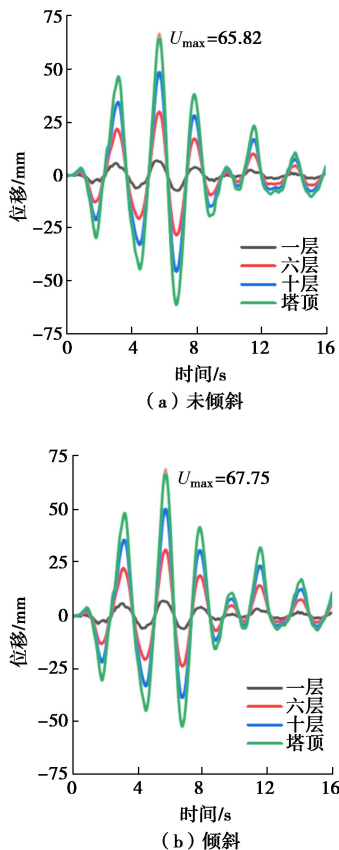 75
50
25
0
-25
-50
-75
位移/mm
U_max=65.82
一层
六层
十层
塔顶
0 4 8 12 16
时间/s
（a）未倾斜
75
50
25
0
-25
-50
-75
位移/mm
U_max=67.75
一层
六层
十层
塔顶
0 4 8 12 16
时间/s
（b）倾斜